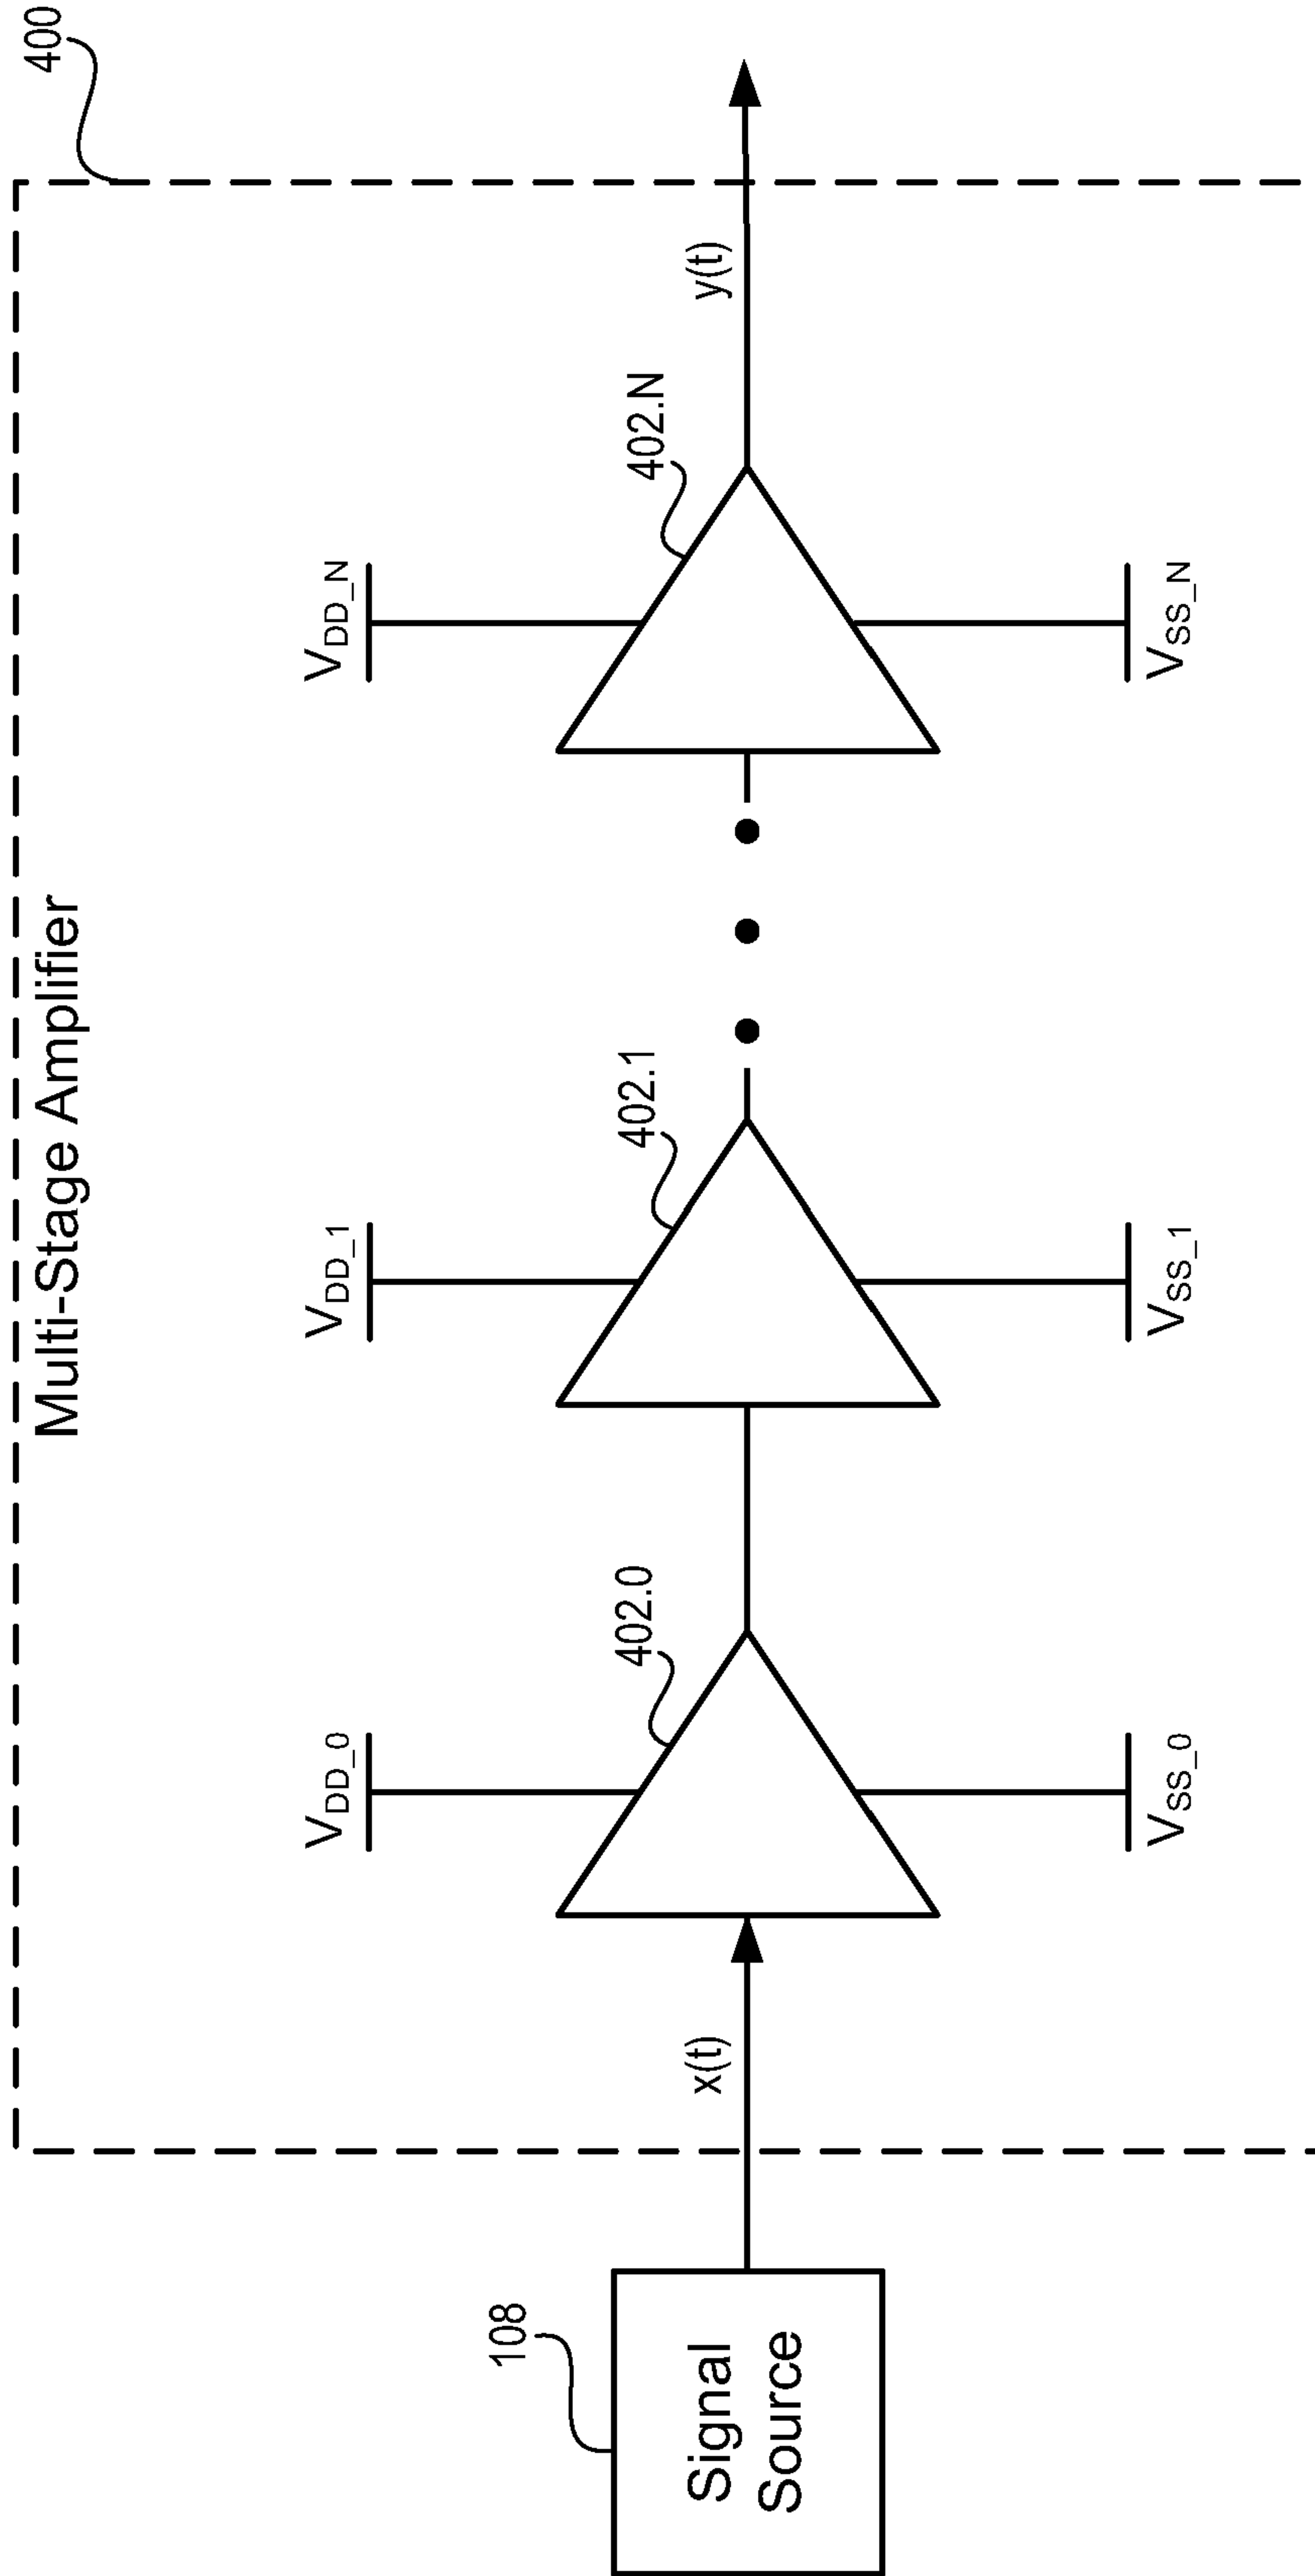 400
Multi-Stage Amplifier
V_DD_0
V_DD_1
V_DD_N
402.0
402.1
402.N
108
Signal
Source
x(t)
y(t)
V_SS_0
V_SS_1
V_SS_N